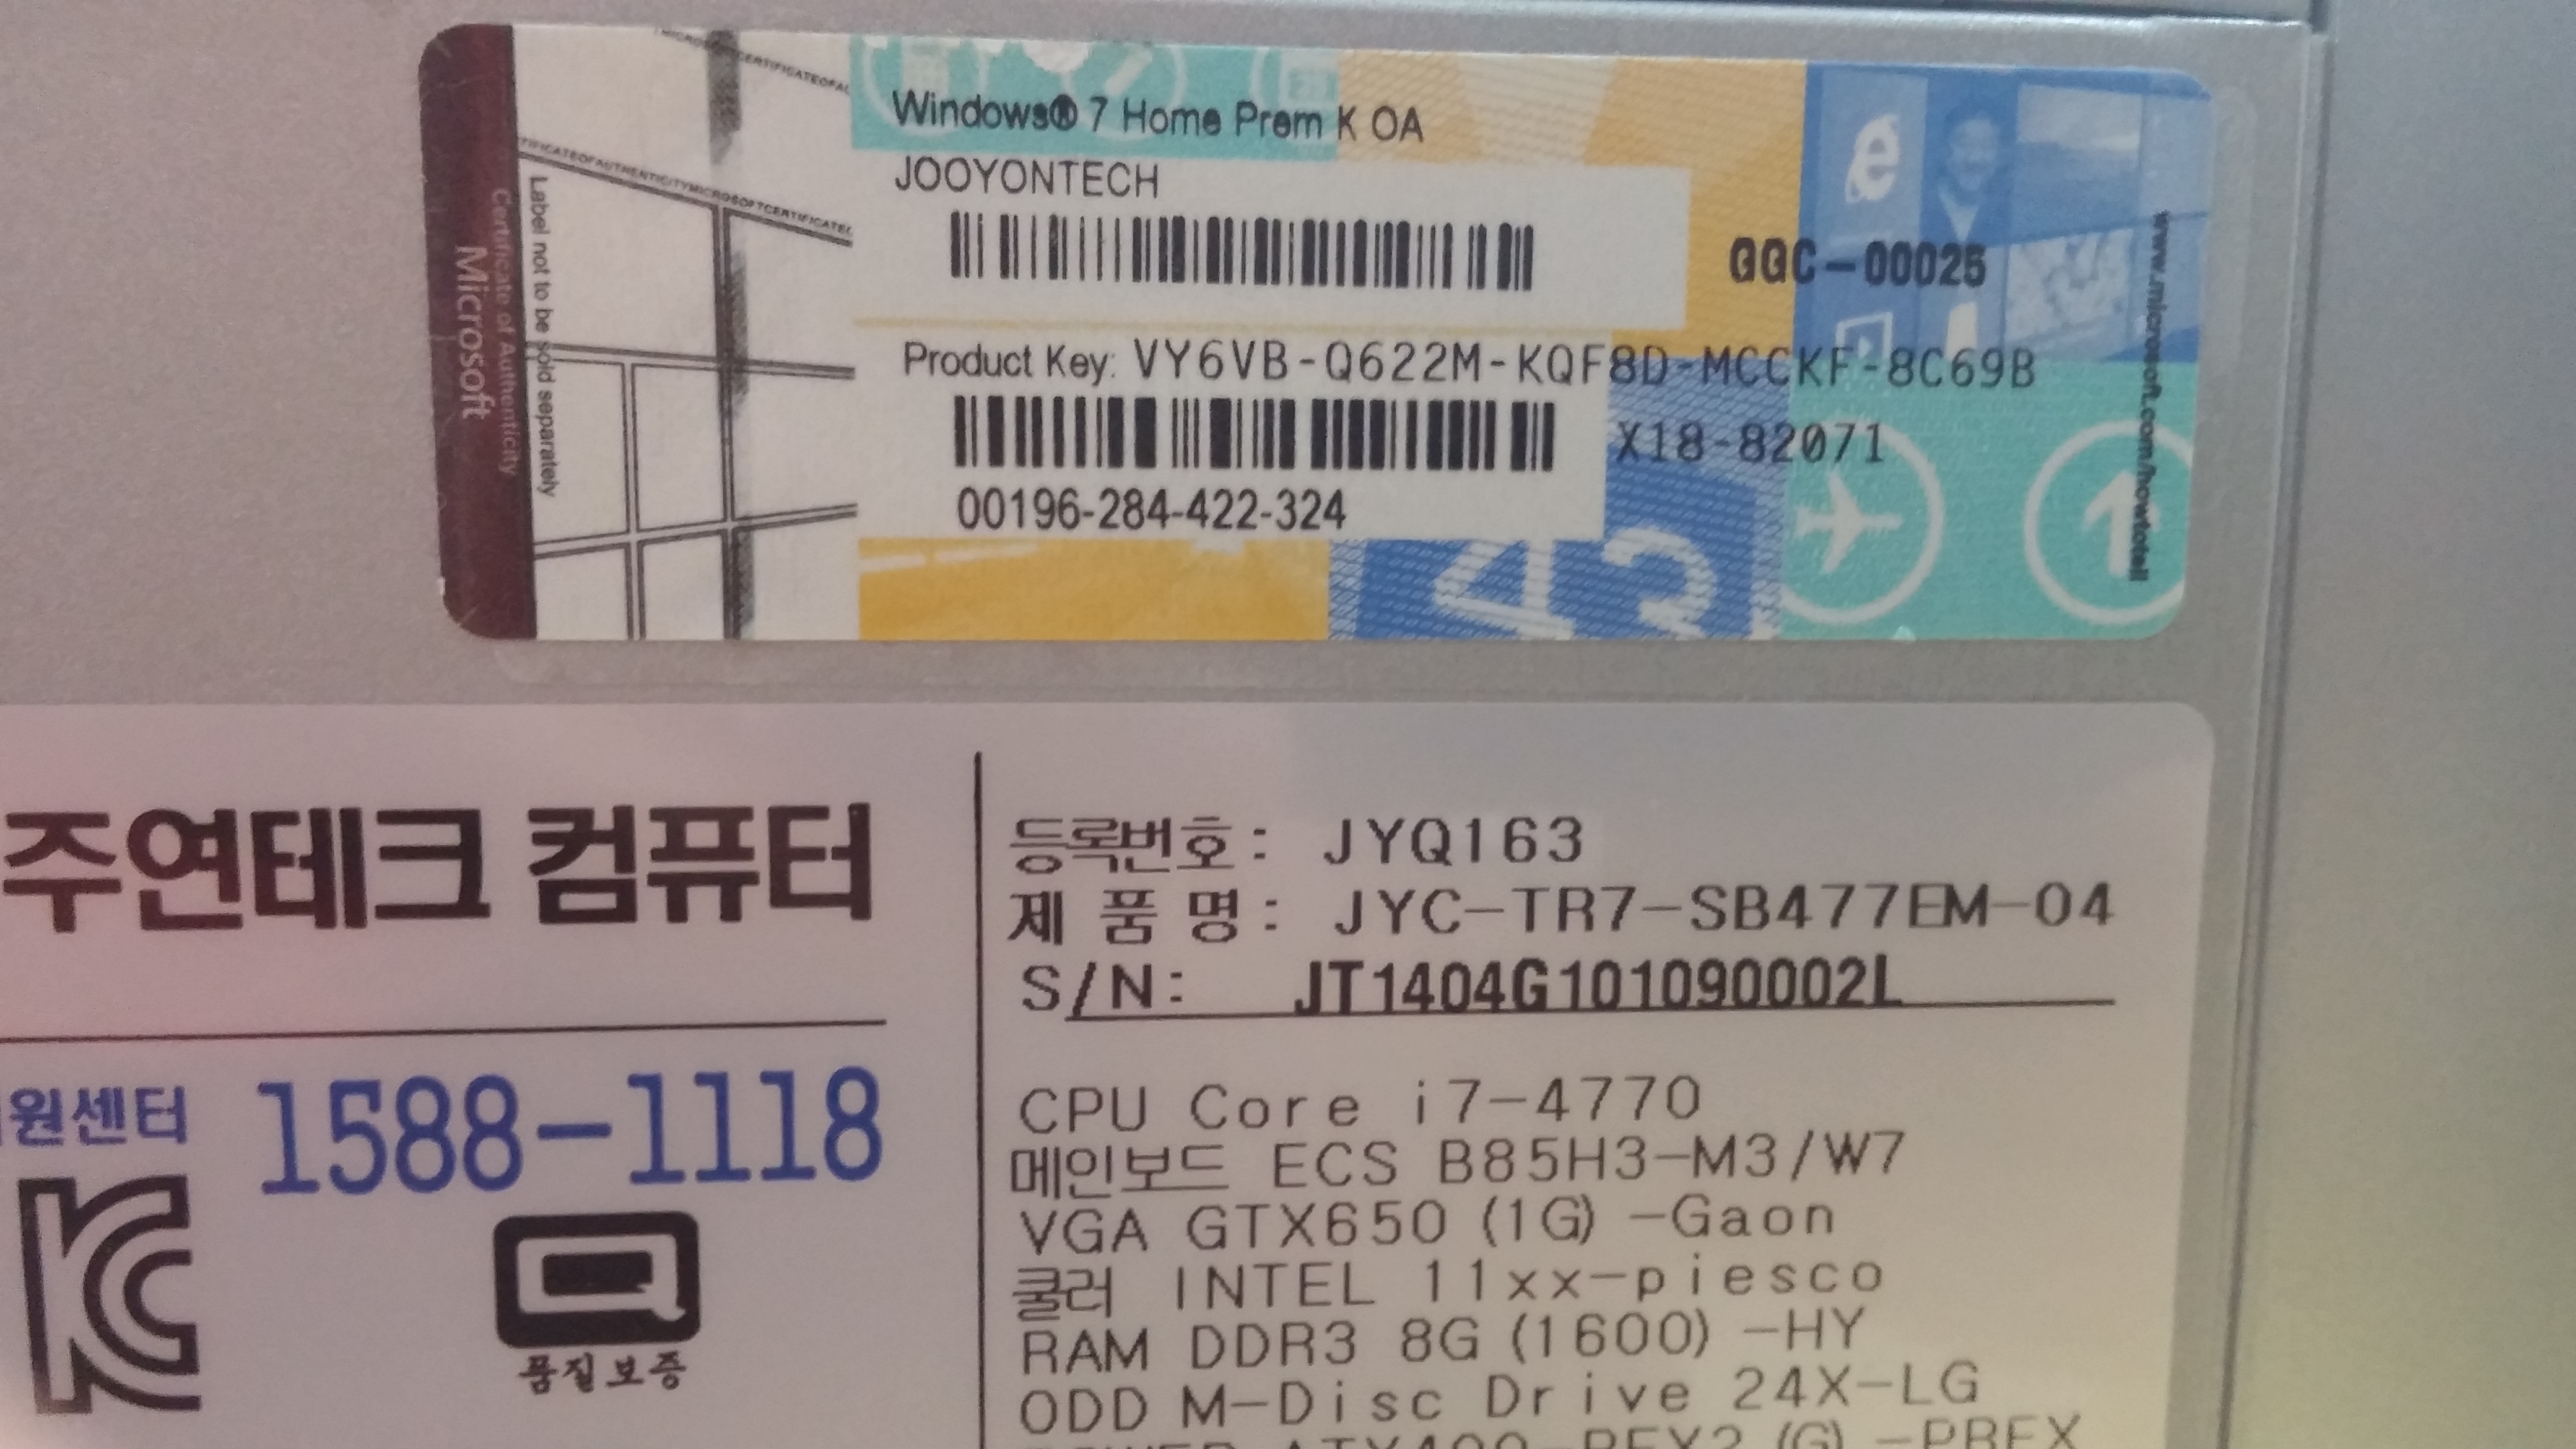 Microsoft
Certificate of Authenticity
Label not to be sold separately
Windows® 7 Home Prem K OA
JOOYONTECH
GGC-00025
Product Key: VY6VB-Q622M-KQF8D-MCCKF-8C69B
X18-82071
00196-284-422-324
www.microsoft.com/howtotell
주연테크 컴퓨터
원센터 1588-1118
품질보증
등록번호: JYQ163
제 품 명: JYC-TR7-SB477EM-04
S/N: JT1404G101090002L
CPU Core i7-4770
메인보드 ECS B85H3-M3/W7
VGA GTX650 (1G) -Gaon
쿨러 INTEL 11xx-piesco
RAM DDR3 8G (1600) -HY
ODD M-Disc Drive 24X-LG